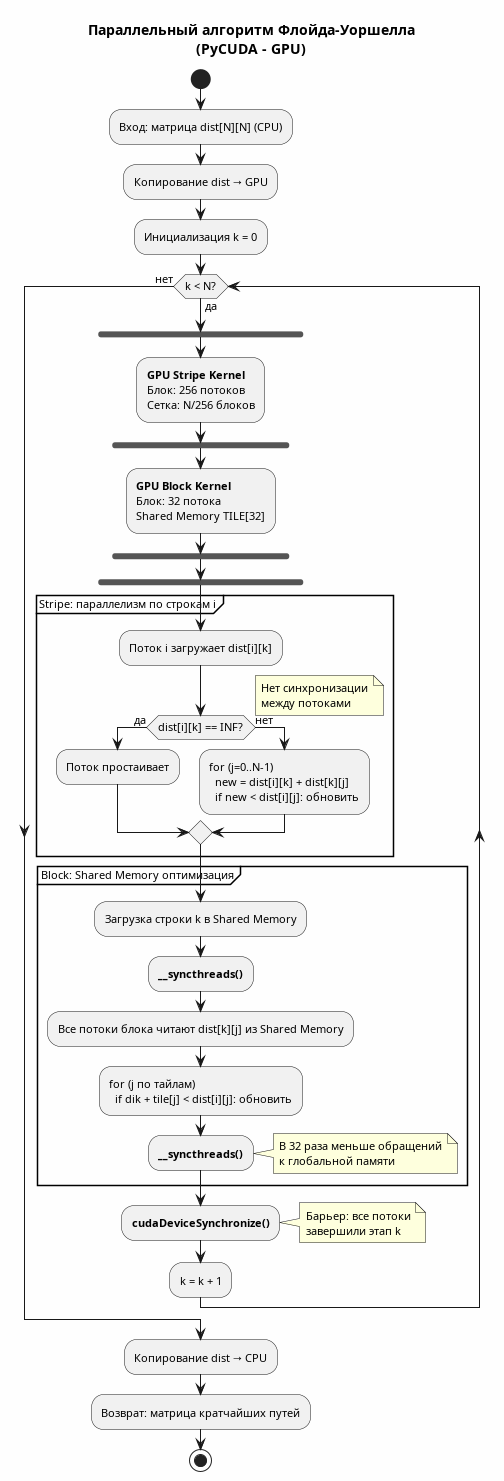 Параллельный алгоритм Флойда-Уоршелла
(PyCUDA - GPU)
Вход: матрица dist[N][N] (CPU)
Копирование dist → GPU
Инициализация k = 0
нет
k < N?
да
GPU Stripe Kernel
Блок: 256 потоков
Сетка: N/256 блоков
GPU Block Kernel
Блок: 32 потока
Shared Memory TILE[32]
Stripe: параллелизм по строкам i
Поток i загружает dist[i][k]
Нет синхронизации
между потоками
да
dist[i][k] == INF?
нет
Поток простаивает
for (j=0..N-1)
new = dist[i][k] + dist[k][j]
if new < dist[i][j]: обновить
Block: Shared Memory оптимизация
Загрузка строки k в Shared Memory
__syncthreads()
Все потоки блока читают dist[k][j] из Shared Memory
for (j по тайлам)
if dik + tile[j] < dist[i][j]: обновить
__syncthreads()
В 32 раза меньше обращений
к глобальной памяти
cudaDeviceSynchronize()
Барьер: все потоки
завершили этап k
k = k + 1
Копирование dist → CPU
Возврат: матрица кратчайших путей